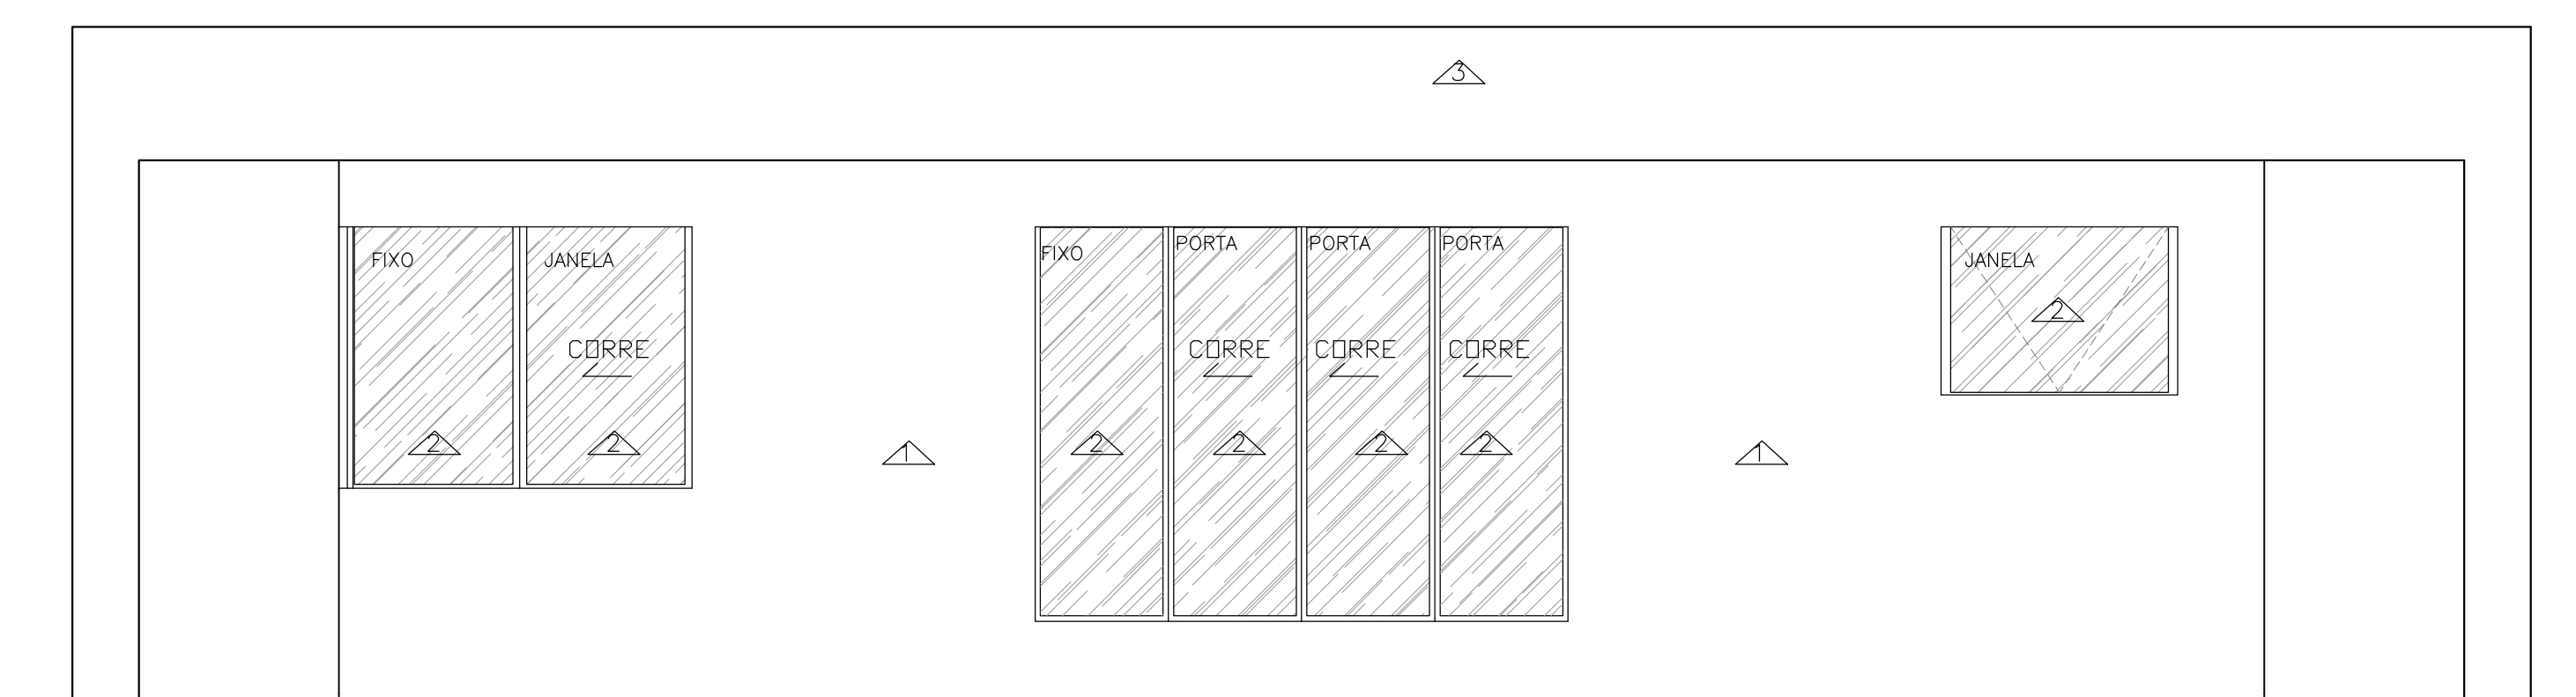 3
FIXO
JANELA
CORRE
2
2
1
FIXO
PORTA
PORTA
PORTA
CORRE
CORRE
CORRE
2
2
2
2
1
JANELA
2